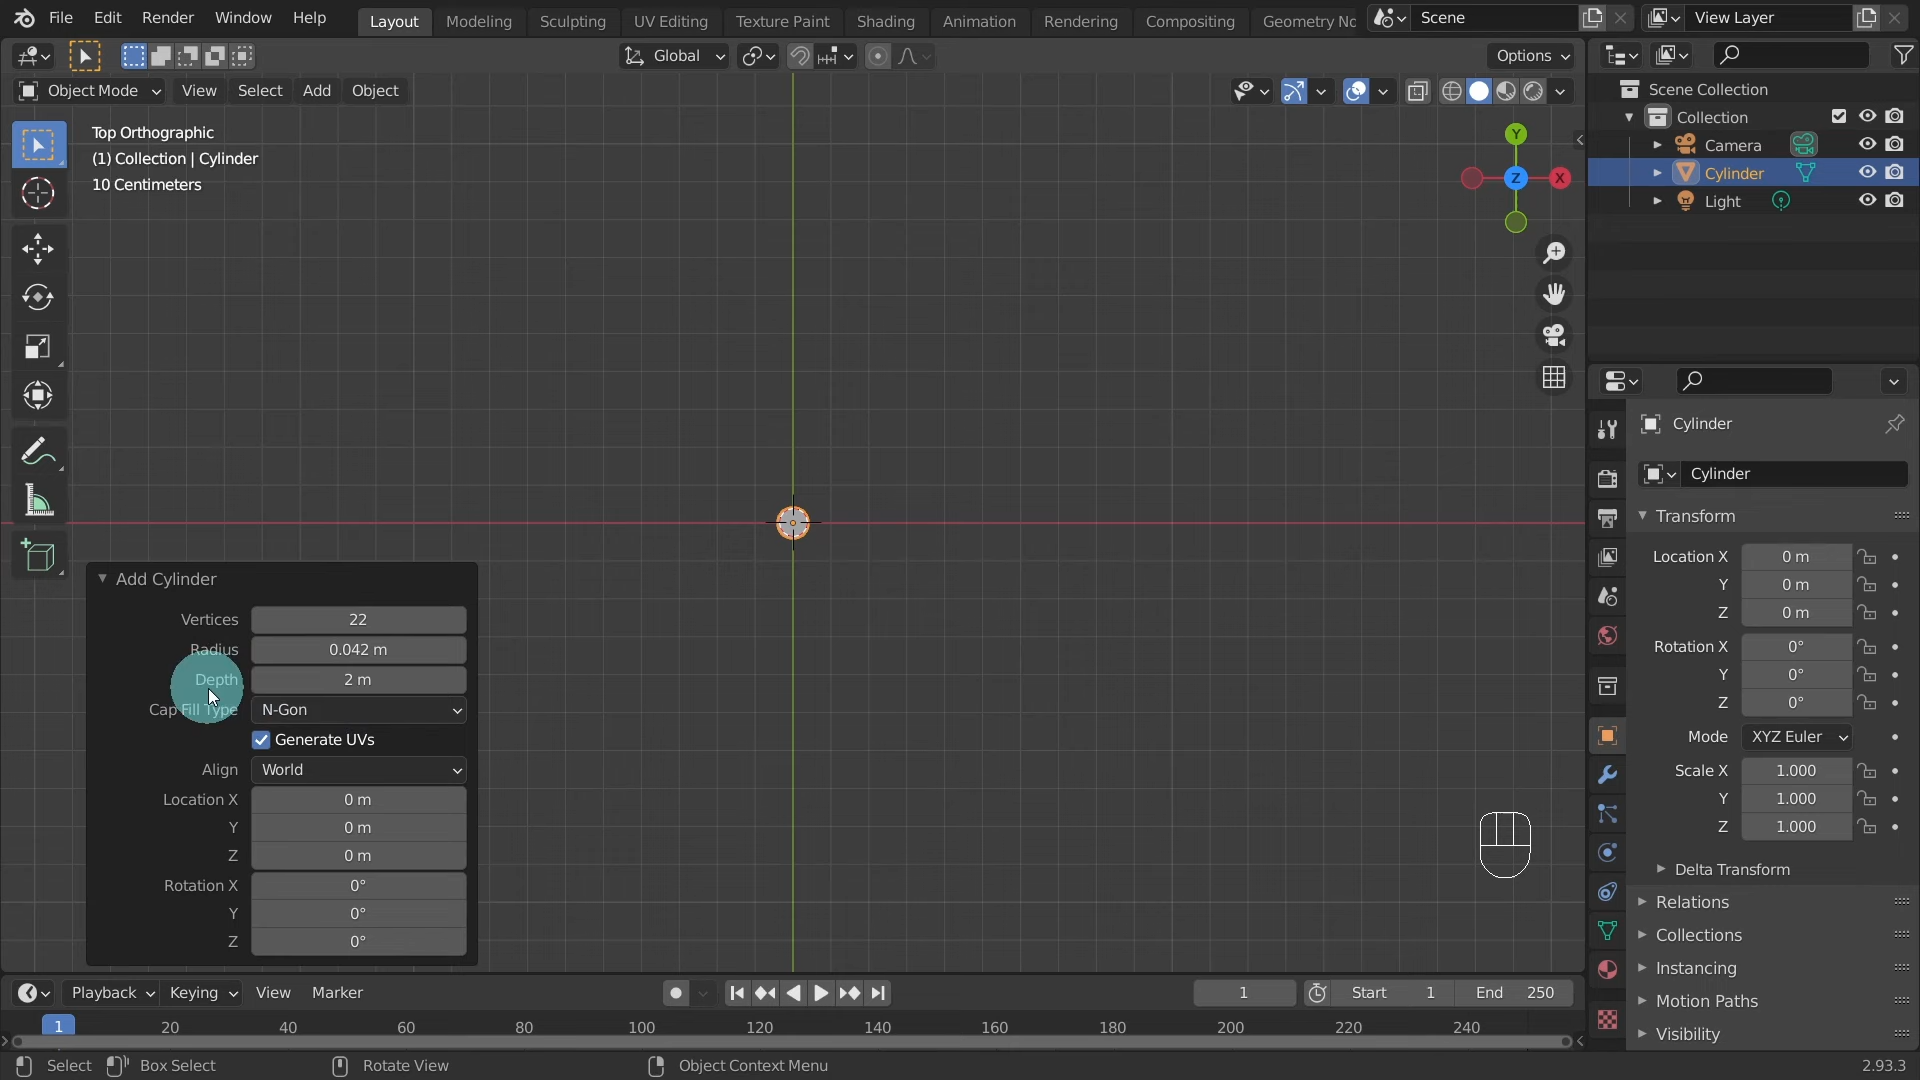 File Edit Render Window Help Layout Modeling Sculpting UV Editing Texture Paint Shading Animation Rendering Compositing Geometry No Scene View Layer
Global Options
Object Mode View Select Add Object
Top Orthographic
(1) Collection | Cylinder
10 Centimeters
Y
Z
X
Add Cylinder
Vertices 22
Radius 0.042 m
Depth 2 m
Cap Fill Type N-Gon
Generate UVs
Align World
Location X 0 m
Y 0 m
Z 0 m
Rotation X 0°
Y 0°
Z 0°
Scene Collection
Collection
Camera
Cylinder
Light
Cylinder
Cylinder
Transform
Location X 0 m
Y 0 m
Z 0 m
Rotation X 0°
Y 0°
Z 0°
Mode XYZ Euler
Scale X 1.000
Y 1.000
Z 1.000
Delta Transform
Relations
Collections
Instancing
Motion Paths
Visibility
Playback Keying View Marker 1 Start 1 End 250
1 20 40 60 80 100 120 140 160 180 200 220 240
Select Box Select Rotate View Object Context Menu 2.93.3